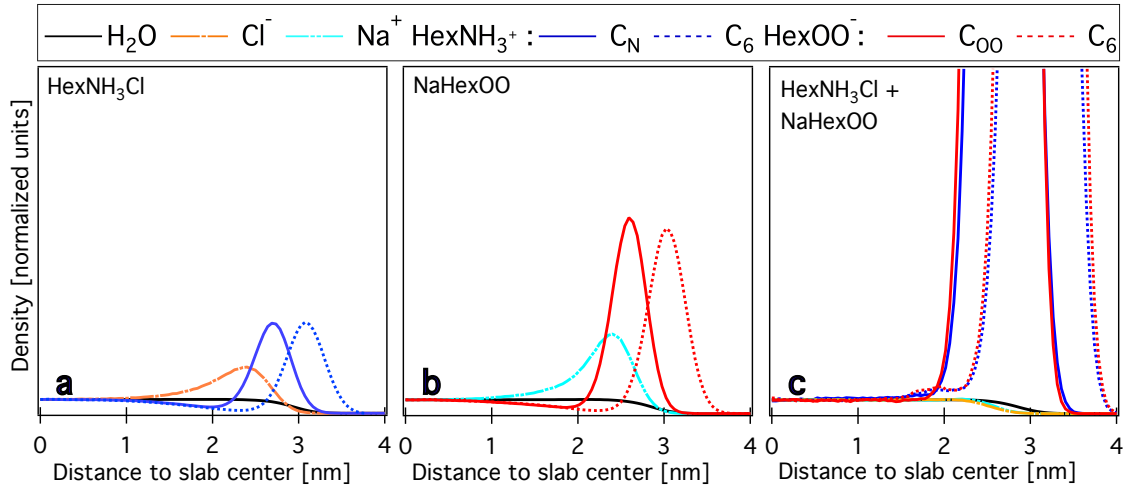 H₂O Cl⁻ Na⁺ HexNH₃⁺ : C_N C₆ HexOO⁻: C_OO C₆
Density [normalized units]
HexNH₃Cl
a
0 1 2 3 4
Distance to slab center [nm]
NaHexOO
b
0 1 2 3 4
Distance to slab center [nm]
HexNH₃Cl +
NaHexOO
c
0 1 2 3 4
Distance to slab center [nm]